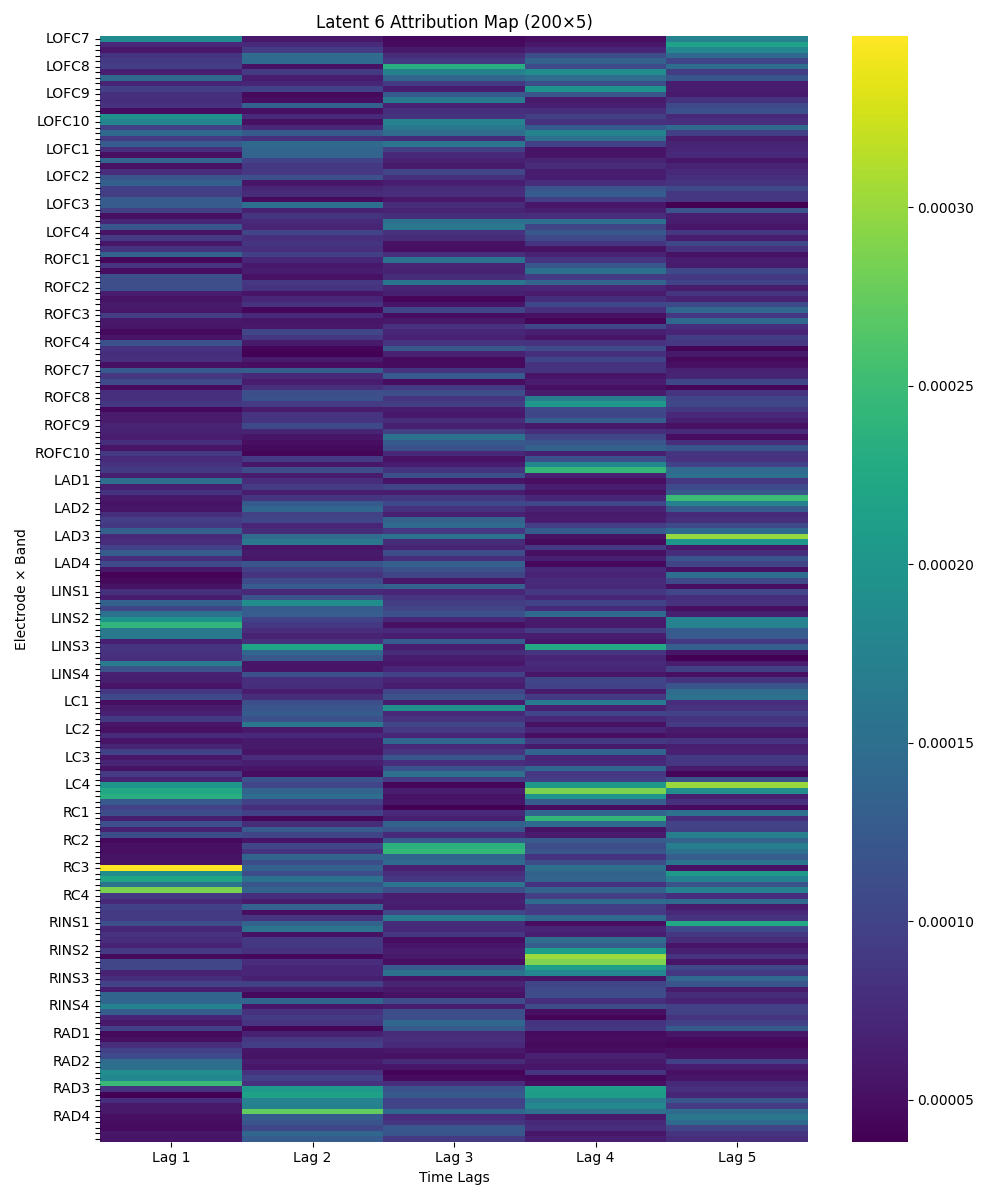 Latent 6 Attribution Map (200×5)
LOFC7
LOFC8
LOFC9
LOFC10
LOFC1
LOFC2
LOFC3
LOFC4
ROFC1
ROFC2
ROFC3
ROFC4
ROFC7
ROFC8
ROFC9
ROFC10
LAD1
LAD2
LAD3
LAD4
LINS1
LINS2
LINS3
LINS4
LC1
LC2
LC3
LC4
RC1
RC2
RC3
RC4
RINS1
RINS2
RINS3
RINS4
RAD1
RAD2
RAD3
RAD4
Electrode × Band
Lag 1 Lag 2 Lag 3 Lag 4 Lag 5
Time Lags
0.00030
0.00025
0.00020
0.00015
0.00010
0.00005